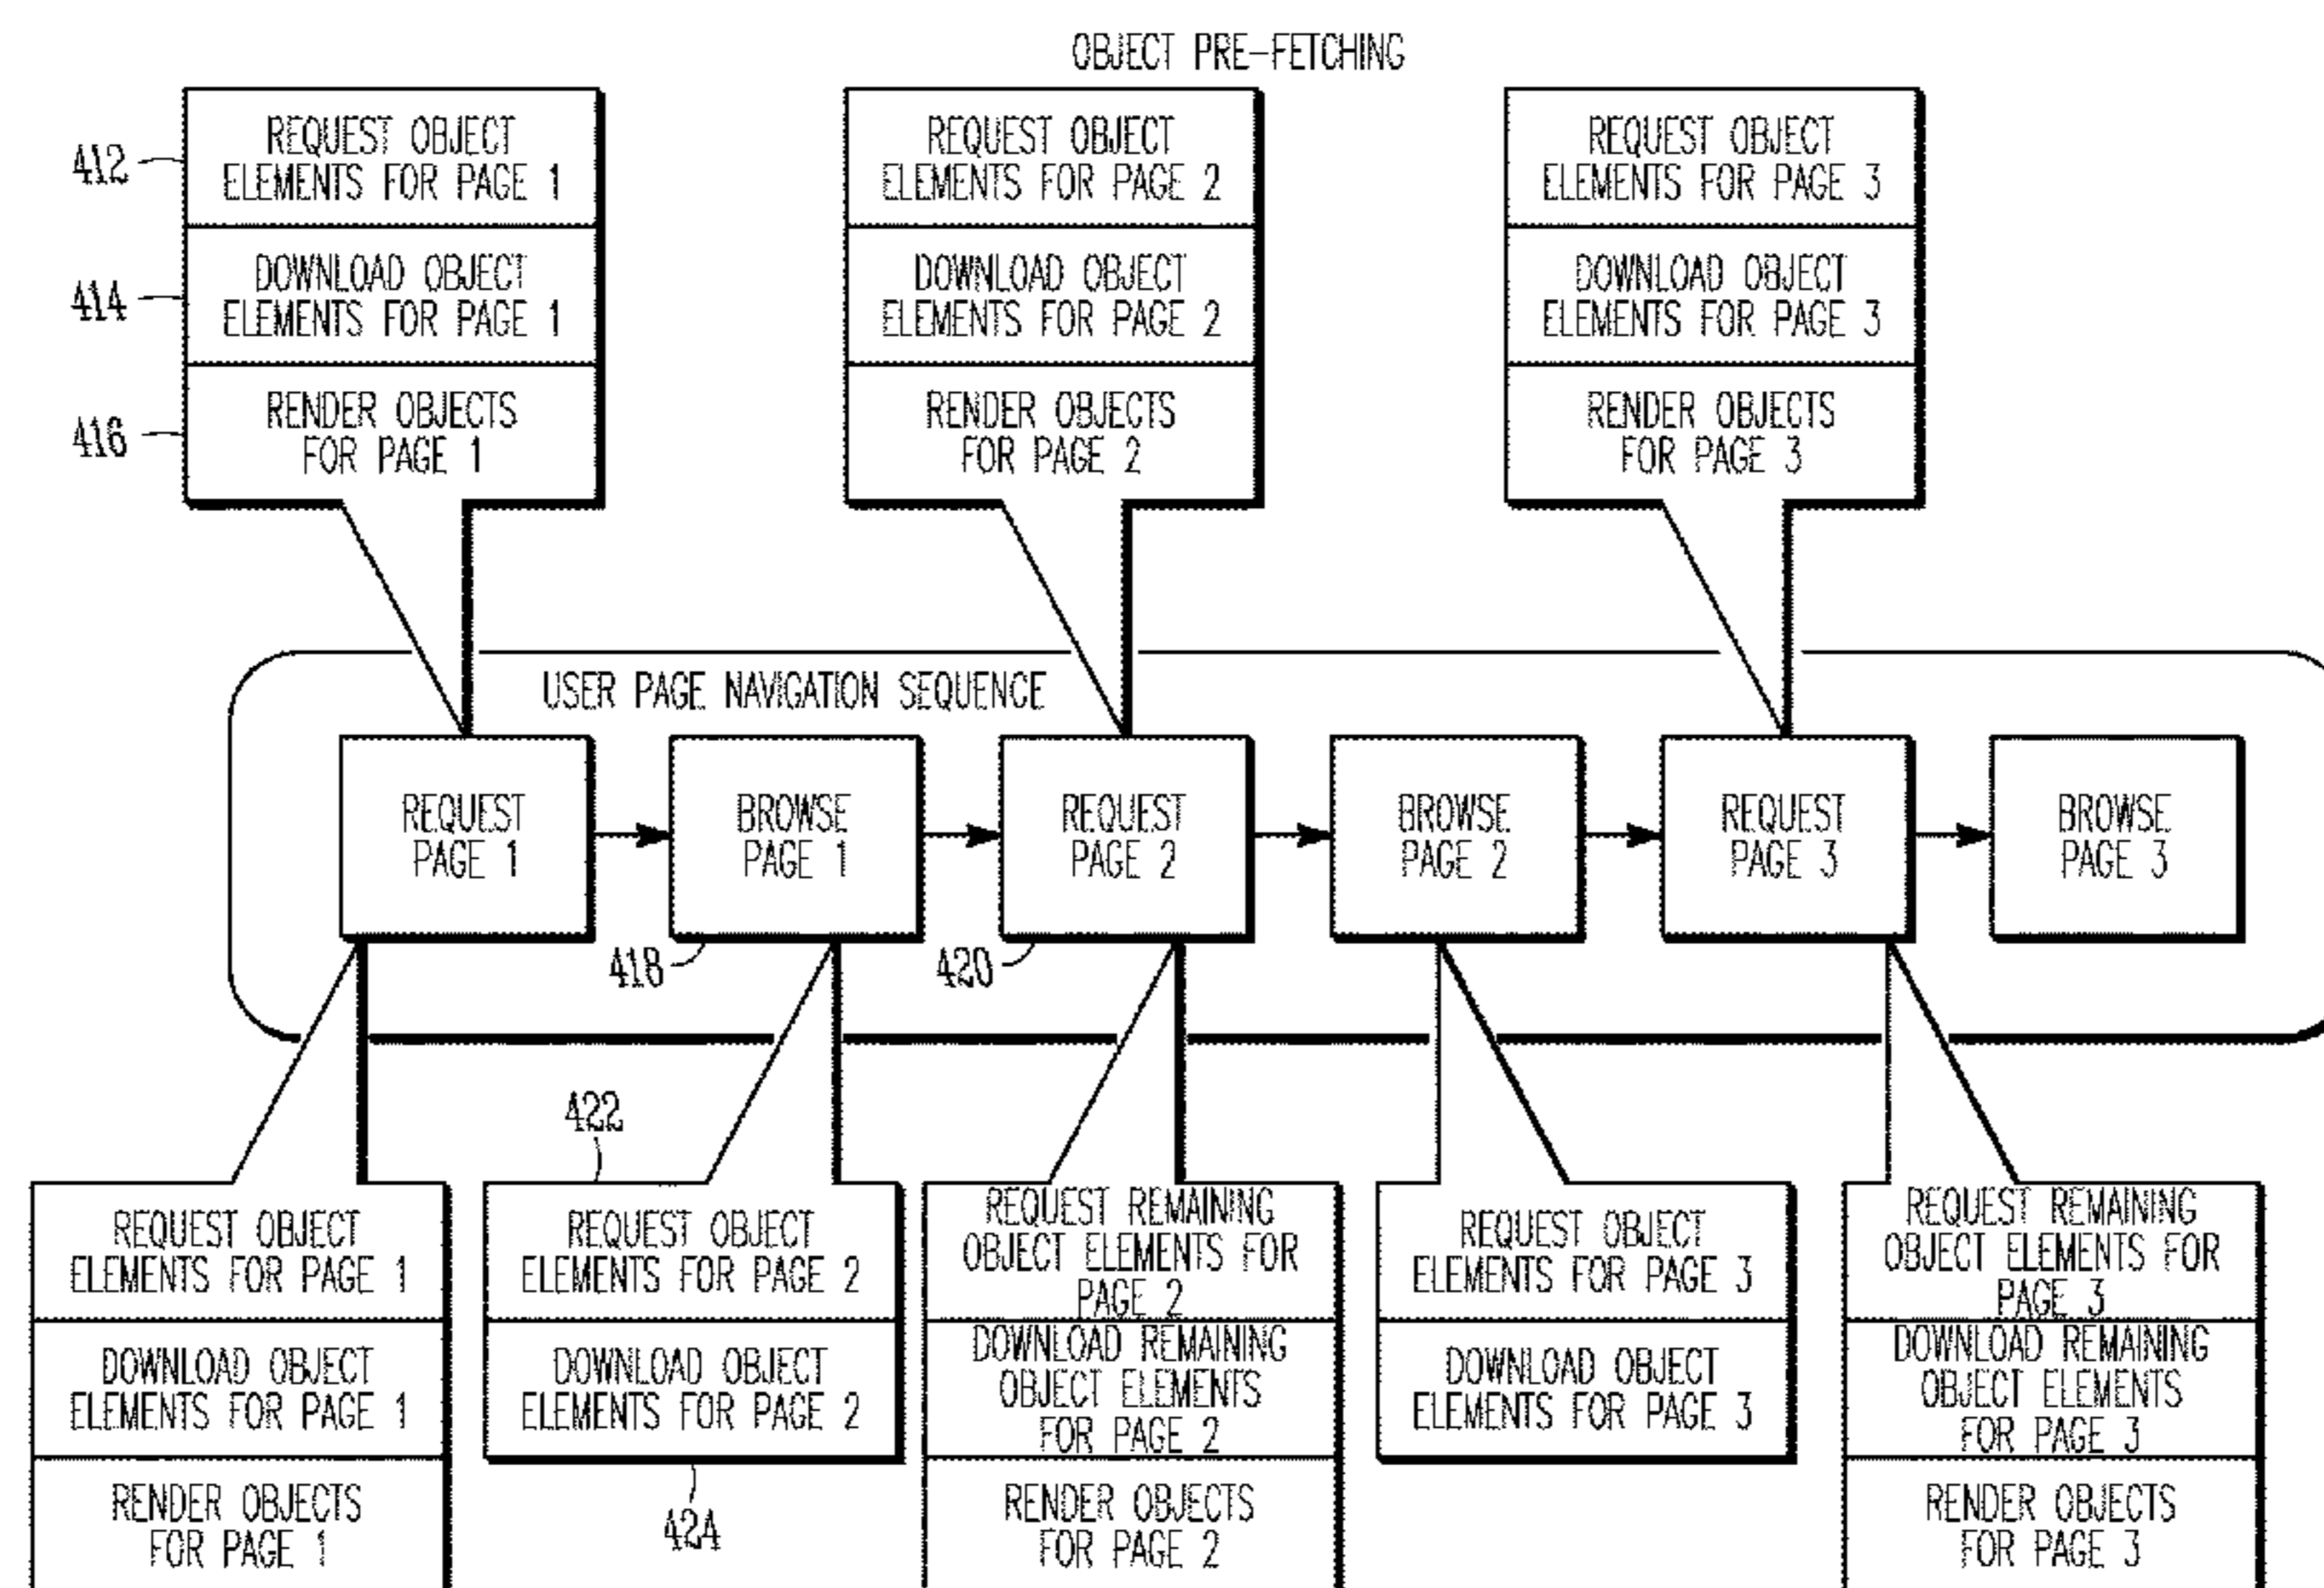 OBJECT PRE-FETCHING
412
REQUEST OBJECT
ELEMENTS FOR PAGE 1
414
DOWNLOAD OBJECT
ELEMENTS FOR PAGE 1
416
RENDER OBJECTS
FOR PAGE 1
REQUEST OBJECT
ELEMENTS FOR PAGE 2
DOWNLOAD OBJECT
ELEMENTS FOR PAGE 2
RENDER OBJECTS
FOR PAGE 2
REQUEST OBJECT
ELEMENTS FOR PAGE 3
DOWNLOAD OBJECT
ELEMENTS FOR PAGE 3
RENDER OBJECTS
FOR PAGE 3
USER PAGE NAVIGATION SEQUENCE
REQUEST
PAGE 1
BROWSE
PAGE 1
REQUEST
PAGE 2
BROWSE
PAGE 2
REQUEST
PAGE 3
BROWSE
PAGE 3
418
420
422
REQUEST OBJECT
ELEMENTS FOR PAGE 1
DOWNLOAD OBJECT
ELEMENTS FOR PAGE 1
RENDER OBJECTS
FOR PAGE 1
REQUEST OBJECT
ELEMENTS FOR PAGE 2
DOWNLOAD OBJECT
ELEMENTS FOR PAGE 2
424
REQUEST REMAINING
OBJECT ELEMENTS FOR
PAGE 2
DOWNLOAD REMAINING
OBJECT ELEMENTS
FOR PAGE 2
RENDER OBJECTS
FOR PAGE 2
REQUEST OBJECT
ELEMENTS FOR PAGE 3
DOWNLOAD OBJECT
ELEMENTS FOR PAGE 3
REQUEST REMAINING
OBJECT ELEMENTS FOR
PAGE 3
DOWNLOAD REMAINING
OBJECT ELEMENTS
FOR PAGE 3
RENDER OBJECTS
FOR PAGE 3